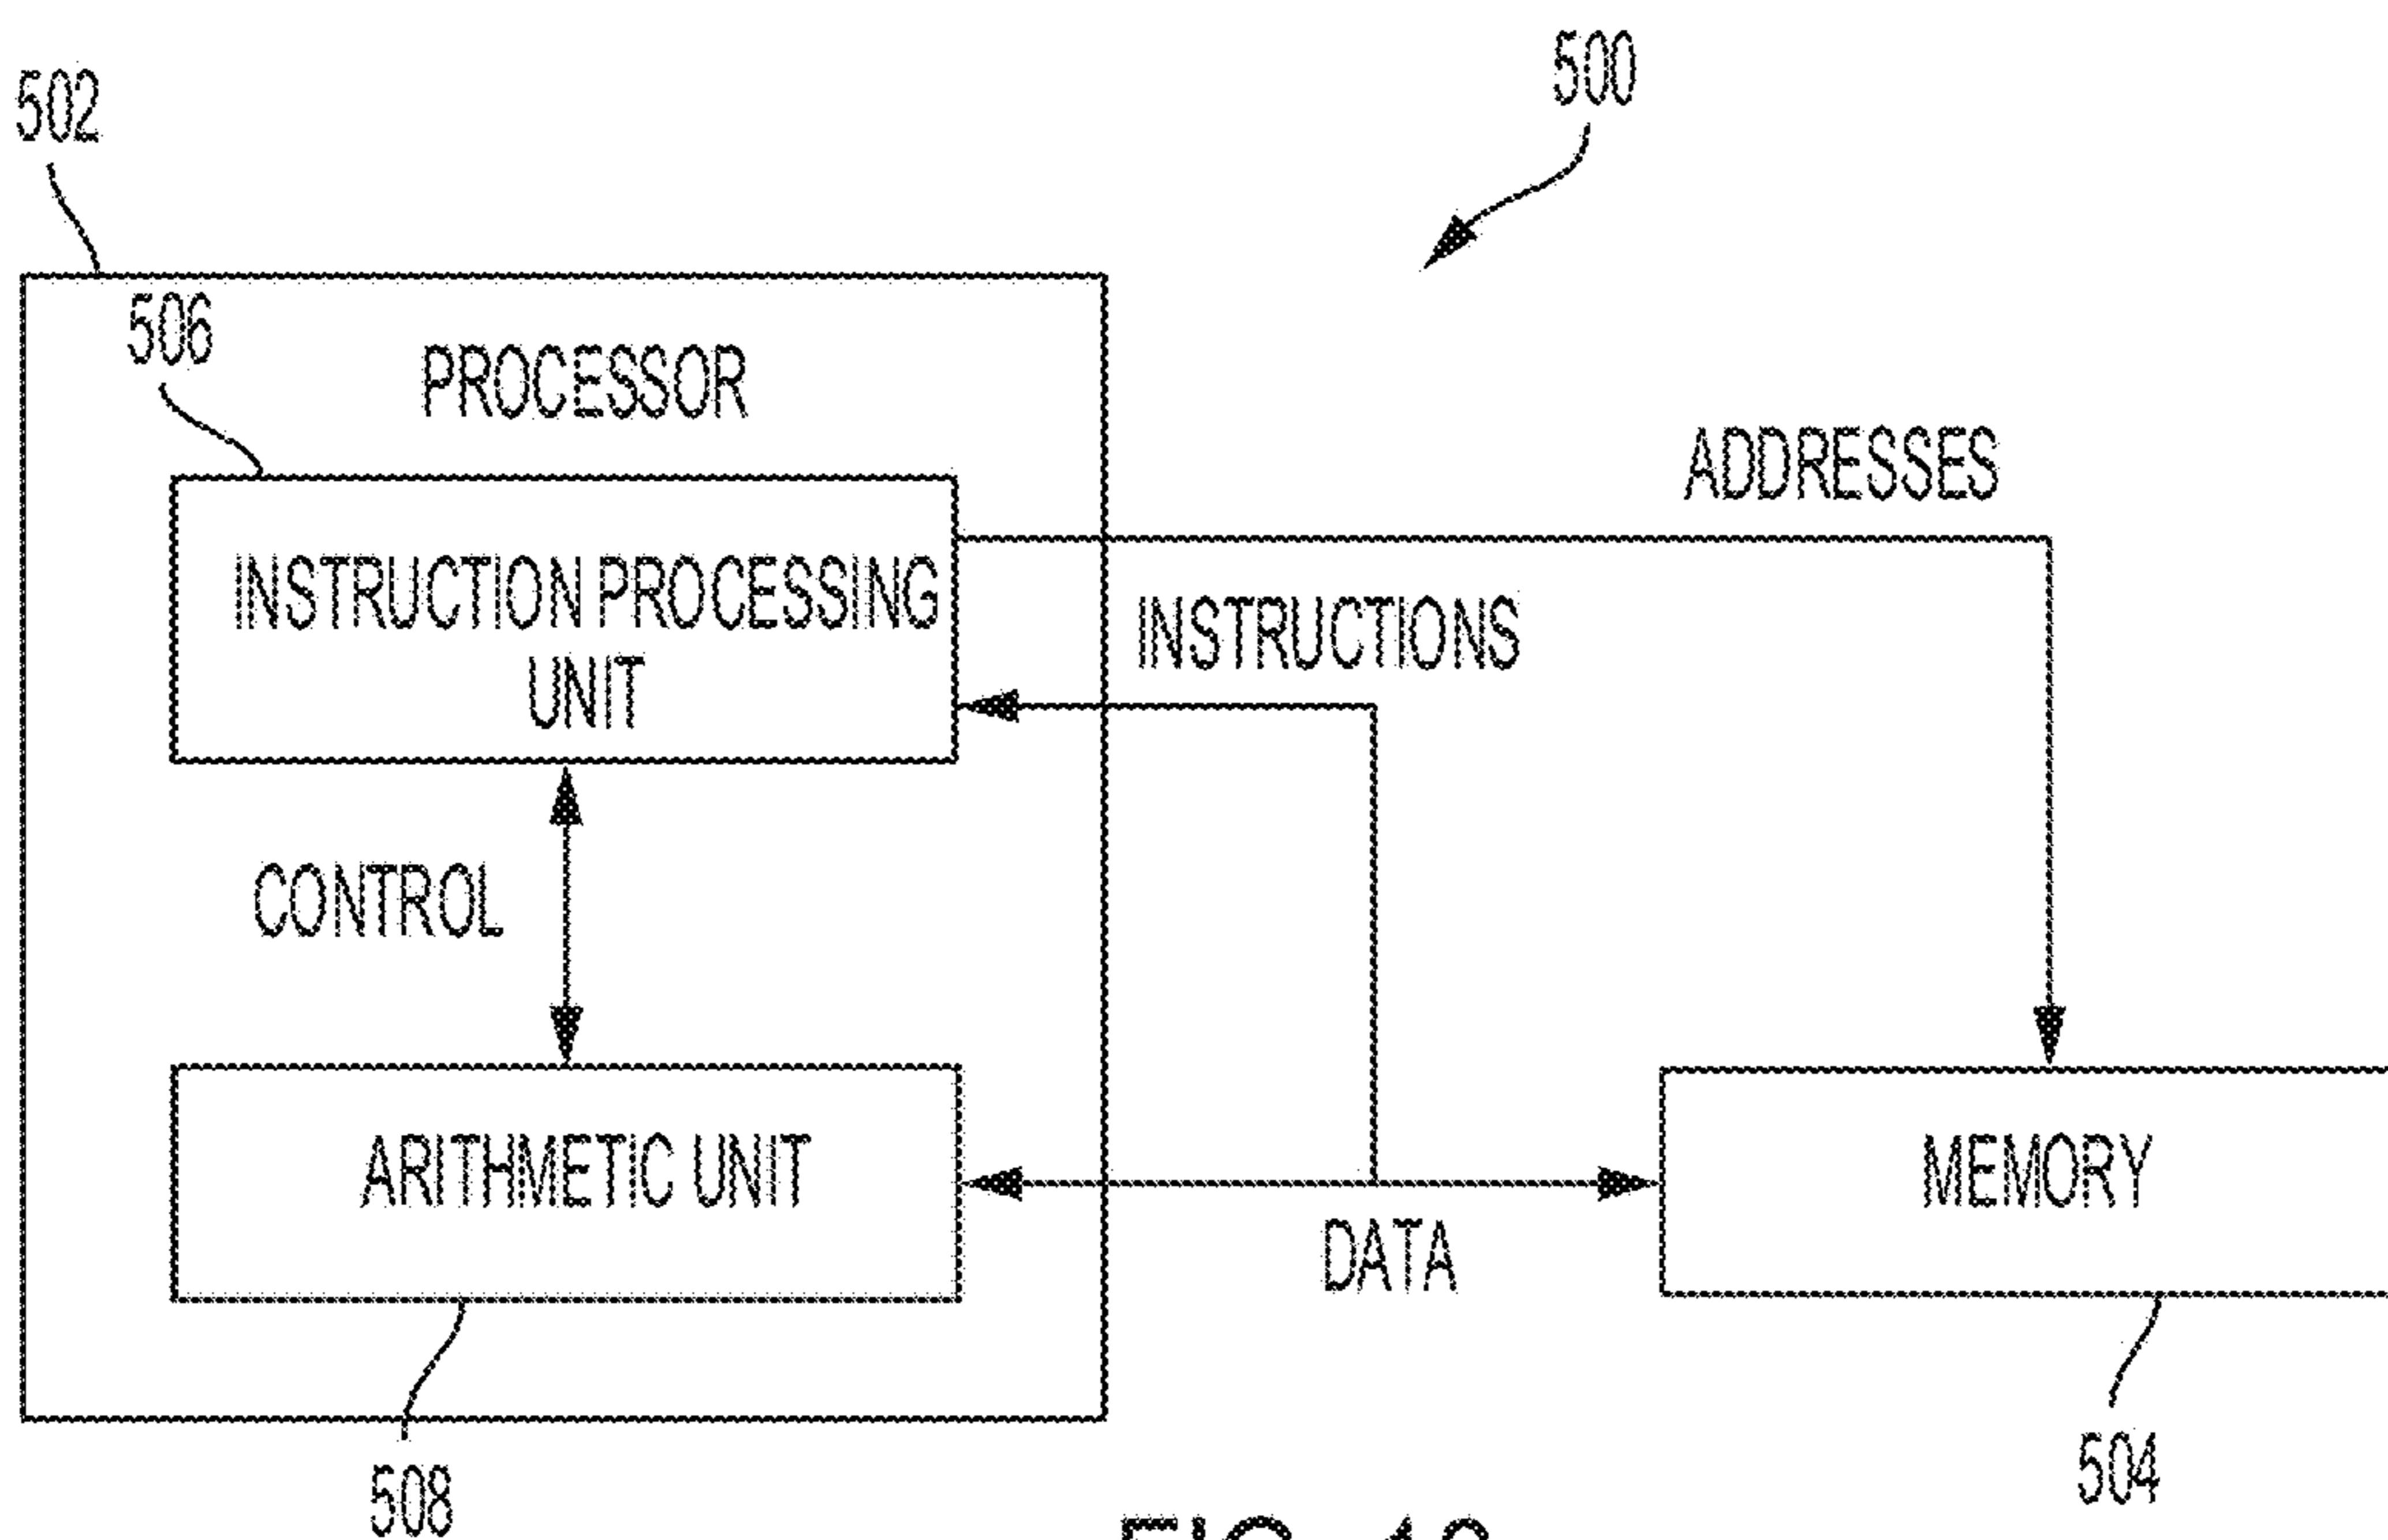 500
502
506
PROCESSOR
ADDRESSES
INSTRUCTION PROCESSING
UNIT
INSTRUCTIONS
CONTROL
ARITHMETIC UNIT
MEMORY
DATA
504
508